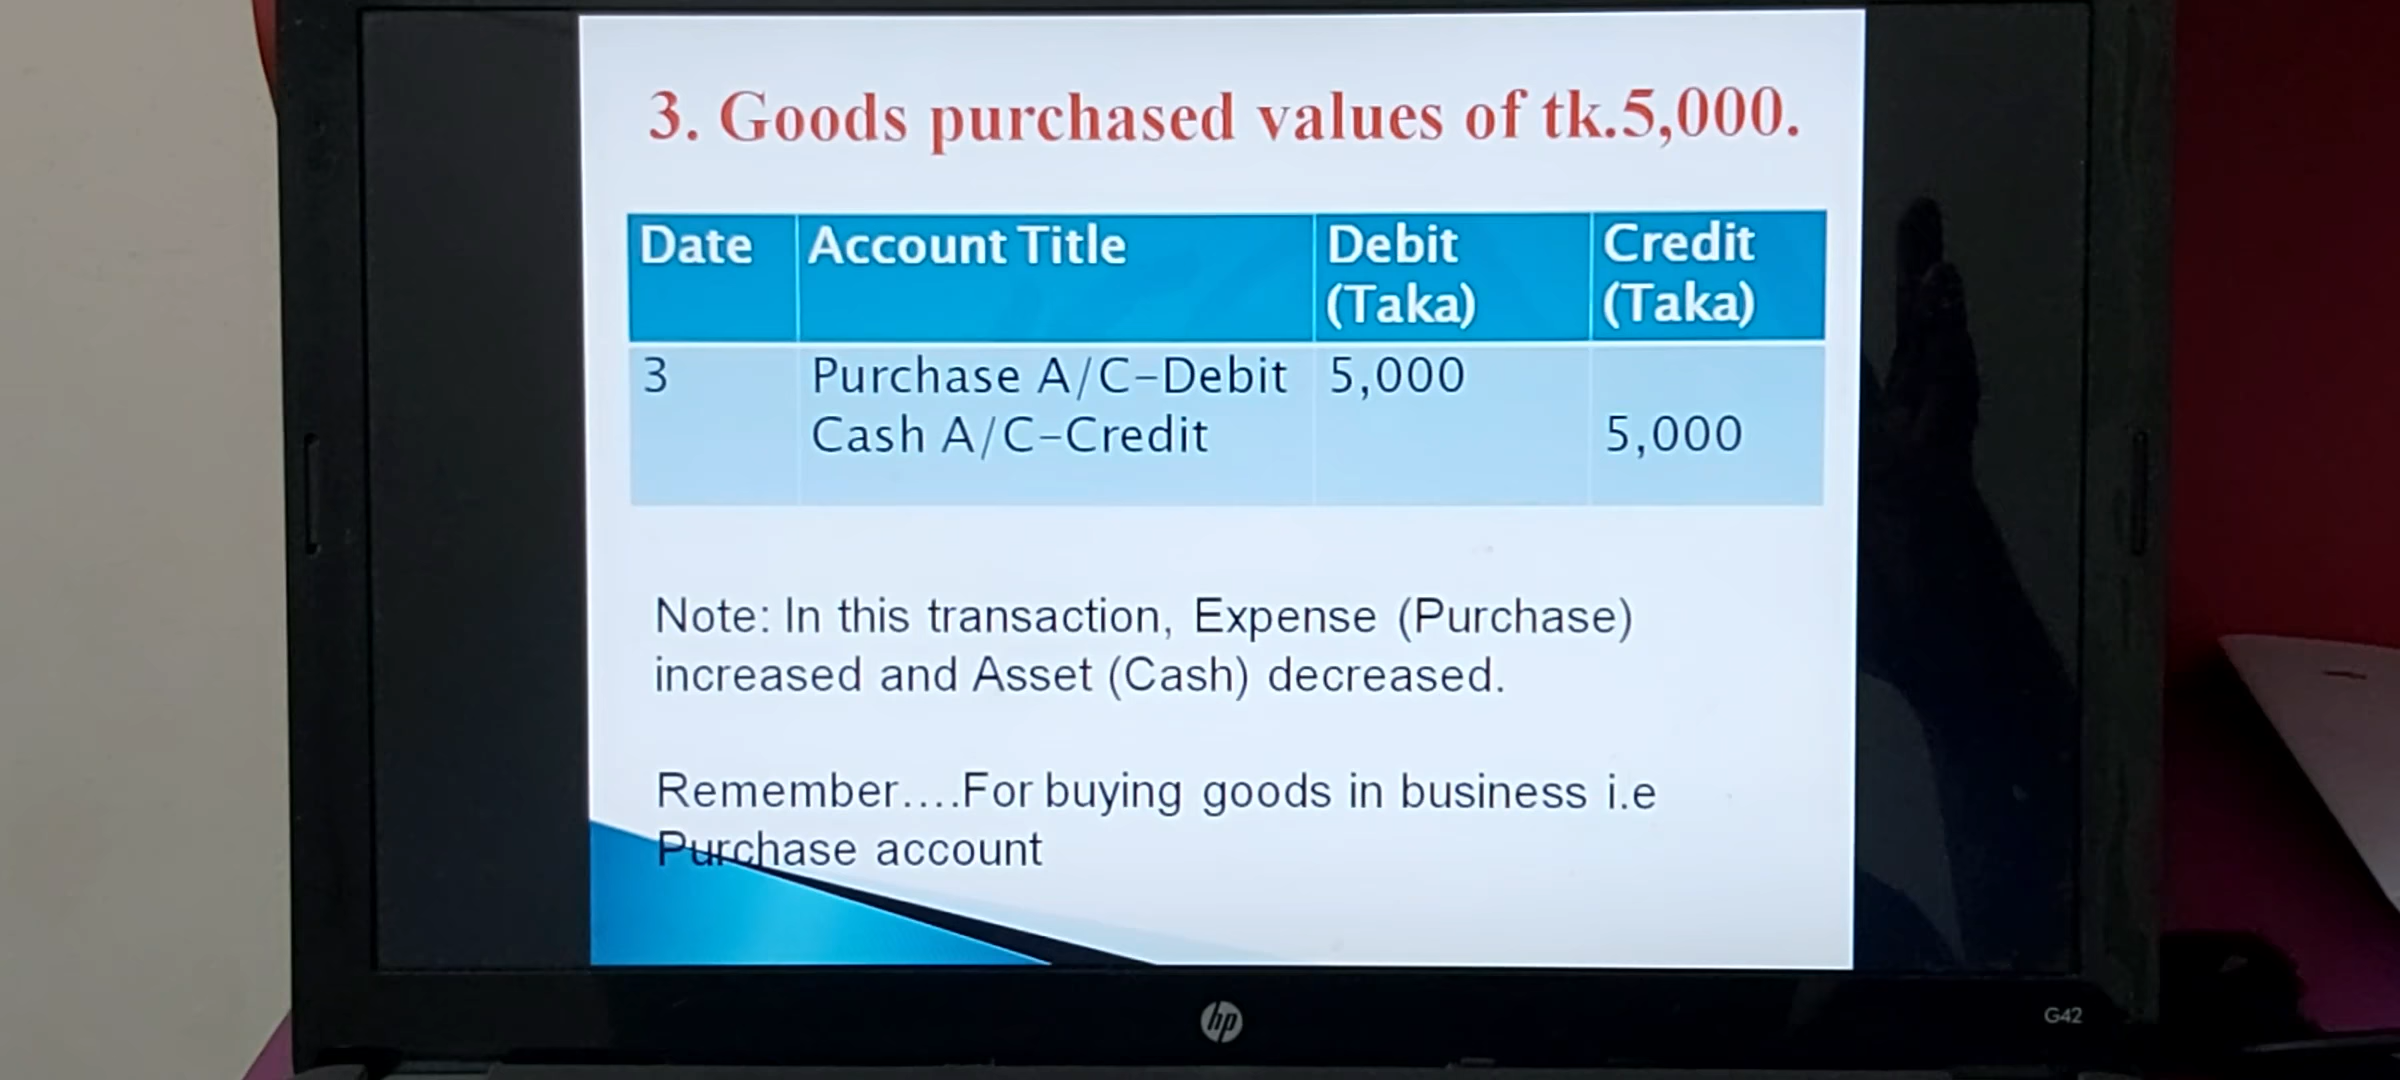 3. Goods purchased values of tk.5,000.
Date Account Title Debit (Taka) Credit (Taka)
3 Purchase A/C-Debit 5,000
Cash A/C-Credit 5,000
Note: In this transaction, Expense (Purchase)
increased and Asset (Cash) decreased.
Remember....For buying goods in business i.e
Purchase account
hp
G42